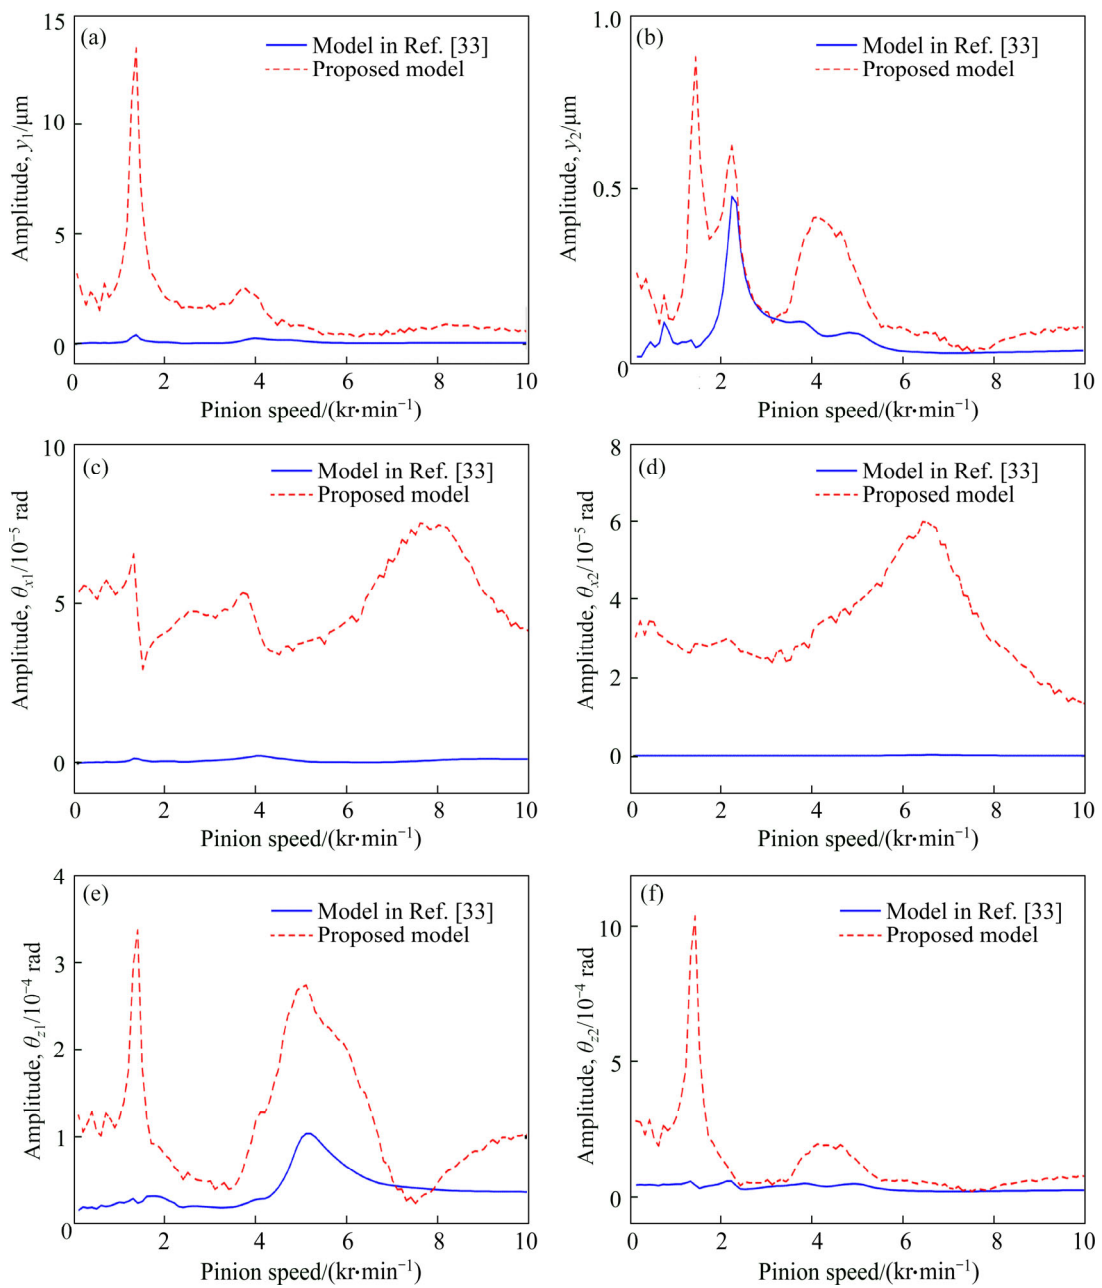 (a)
Model in Ref. [33]
Proposed model
15
10
5
0
Amplitude, y₁/μm
0 2 4 6 8 10
Pinion speed/(kr·min⁻¹)
(b)
Model in Ref. [33]
Proposed model
1.0
0.5
0
Amplitude, y₂/μm
2 4 6 8 10
Pinion speed/(kr·min⁻¹)
(c)
Model in Ref. [33]
Proposed model
10
5
0
Amplitude, θₓ₁/10⁻⁵ rad
0 2 4 6 8 10
Pinion speed/(kr·min⁻¹)
(d)
Model in Ref. [33]
Proposed model
8
6
4
2
0
Amplitude, θₓ₂/10⁻⁵ rad
0 2 4 6 8 10
Pinion speed/(kr·min⁻¹)
(e)
Model in Ref. [33]
Proposed model
4
3
2
1
0
Amplitude, θz₁/10⁻⁴ rad
2 4 6 8 10
Pinion speed/(kr·min⁻¹)
(f)
Model in Ref. [33]
Proposed model
10
5
0
Amplitude, θz₂/10⁻⁴ rad
0 2 4 6 8 10
Pinion speed/(kr·min⁻¹)